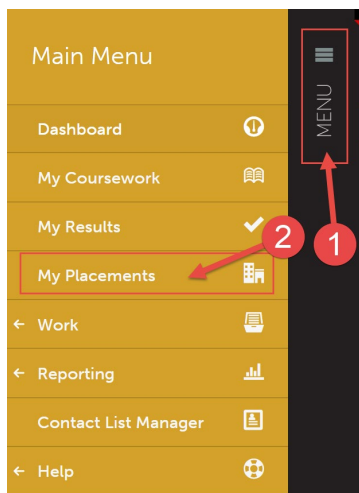 Main Menu
MENU
Dashboard
My Coursework
My Results
2
1
My Placements
← Work
← Reporting
Contact List Manager
← Help